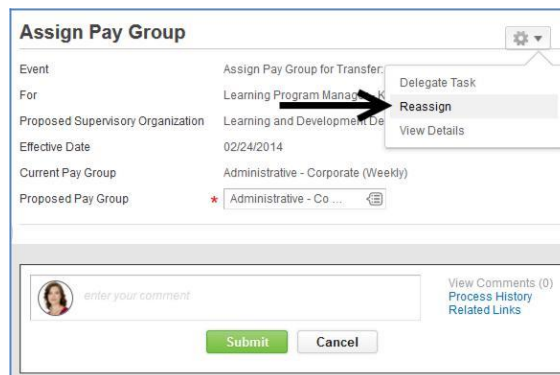 Assign Pay Group
Event Assign Pay Group for Transfer:
Delegate Task
For Learning Program Manager - K
Reassign
Proposed Supervisory Organization Learning and Development De
View Details
Effective Date 02/24/2014
Current Pay Group Administrative - Corporate (Weekly)
Proposed Pay Group * Administrative - Co ...
enter your comment
View Comments (0)
Process History
Related Links
Submit Cancel